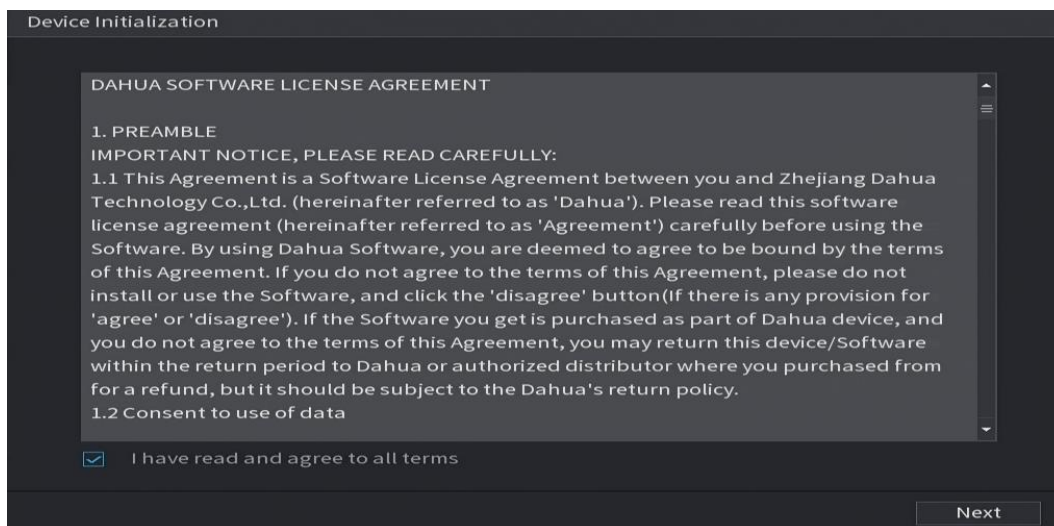 Device Initialization
DAHUA SOFTWARE LICENSE AGREEMENT
1. PREAMBLE
IMPORTANT NOTICE, PLEASE READ CAREFULLY:
1.1 This Agreement is a Software License Agreement between you and Zhejiang Dahua
Technology Co.,Ltd. (hereinafter referred to as 'Dahua'). Please read this software
license agreement (hereinafter referred to as 'Agreement') carefully before using the
Software. By using Dahua Software, you are deemed to agree to be bound by the terms
of this Agreement. If you do not agree to the terms of this Agreement, please do not
install or use the Software, and click the 'disagree' button(If there is any provision for
'agree' or 'disagree'). If the Software you get is purchased as part of Dahua device, and
you do not agree to the terms of this Agreement, you may return this device/Software
within the return period to Dahua or authorized distributor where you purchased from
for a refund, but it should be subject to the Dahua's return policy.
1.2 Consent to use of data
I have read and agree to all terms
Next